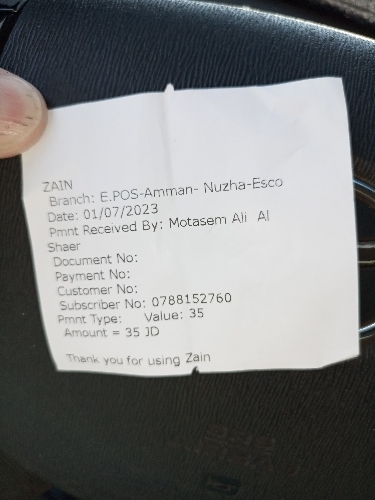 ZAIN
Branch: E.POS-Amman- Nuzha-Esco
Date: 01/07/2023
Pmnt Received By: Motasem Ali Al
Shaer
Document No:
Payment No:
Customer No:
Subscriber No: 0788152760
Pmnt Type: Value: 35
Amount = 35 JD
Thank you for using Zain